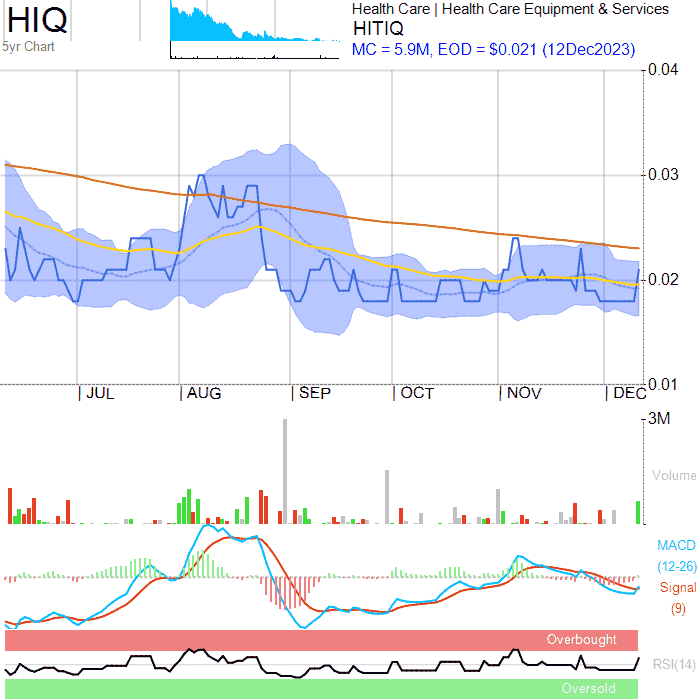 HIQ
5yr Chart
Health Care | Health Care Equipment & Services
HITIQ
MC = 5.9M, EOD = $0.021 (12Dec2023)
0.04
0.03
0.02
0.01
| JUL | AUG | SEP | OCT | NOV | DEC
3M
Volume
MACD
(12-26)
Signal
(9)
Overbought
RSI(14)
Oversold